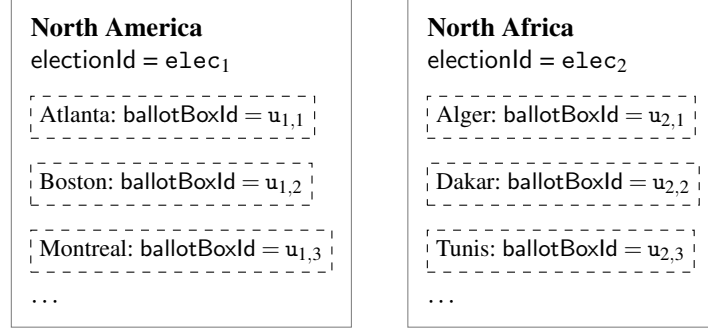 North America
electionId = elec₁
Atlanta: ballotBoxId = u₁,₁
Boston: ballotBoxId = u₁,₂
Montreal: ballotBoxId = u₁,₃
...
North Africa
electionId = elec₂
Alger: ballotBoxId = u₂,₁
Dakar: ballotBoxId = u₂,₂
Tunis: ballotBoxId = u₂,₃
...